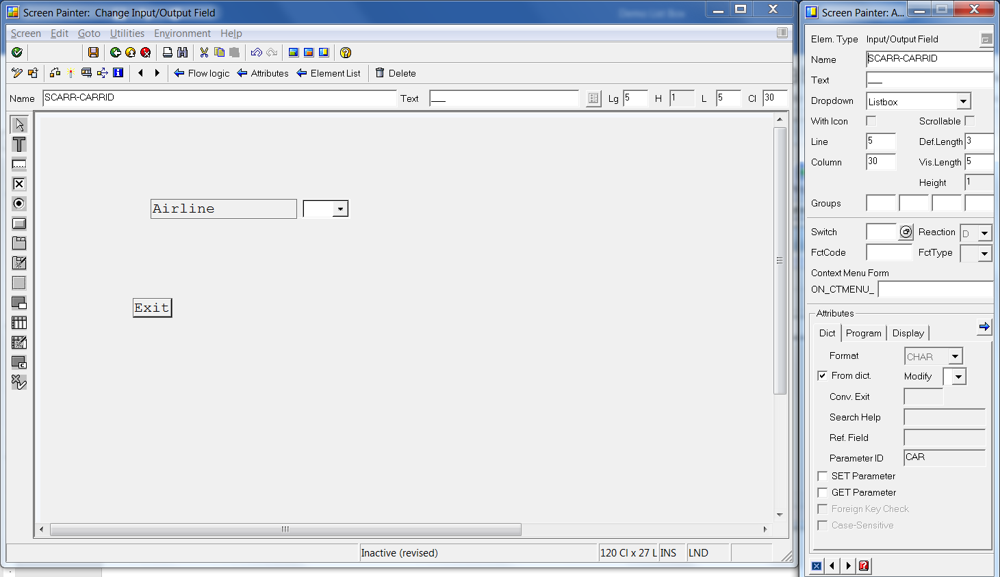 Screen Painter: Change Input/Output Field
Screen Edit Goto Utilities Environment Help
Flow logic Attributes Element List Delete
Name SCARR-CARRID Text ___ Lg 5 H 1 L 5 Cl 30
Airline
Exit
Inactive (revised) 120 Cl x 27 L INS LND
Screen Painter: A...
Elem. Type Input/Output Field
Name SCARR-CARRID
Text ___
Dropdown Listbox
With Icon Scrollable
Line 5 Def.Length 3
Column 30 Vis.Length 5
Height 1
Groups
Switch Reaction D
FctCode FctType
Context Menu Form
ON_CTMENU_
Attributes
Dict Program Display
Format CHAR
From dict. Modify
Conv. Exit
Search Help
Ref. Field
Parameter ID CAR
SET Parameter
GET Parameter
Foreign Key Check
Case-Sensitive